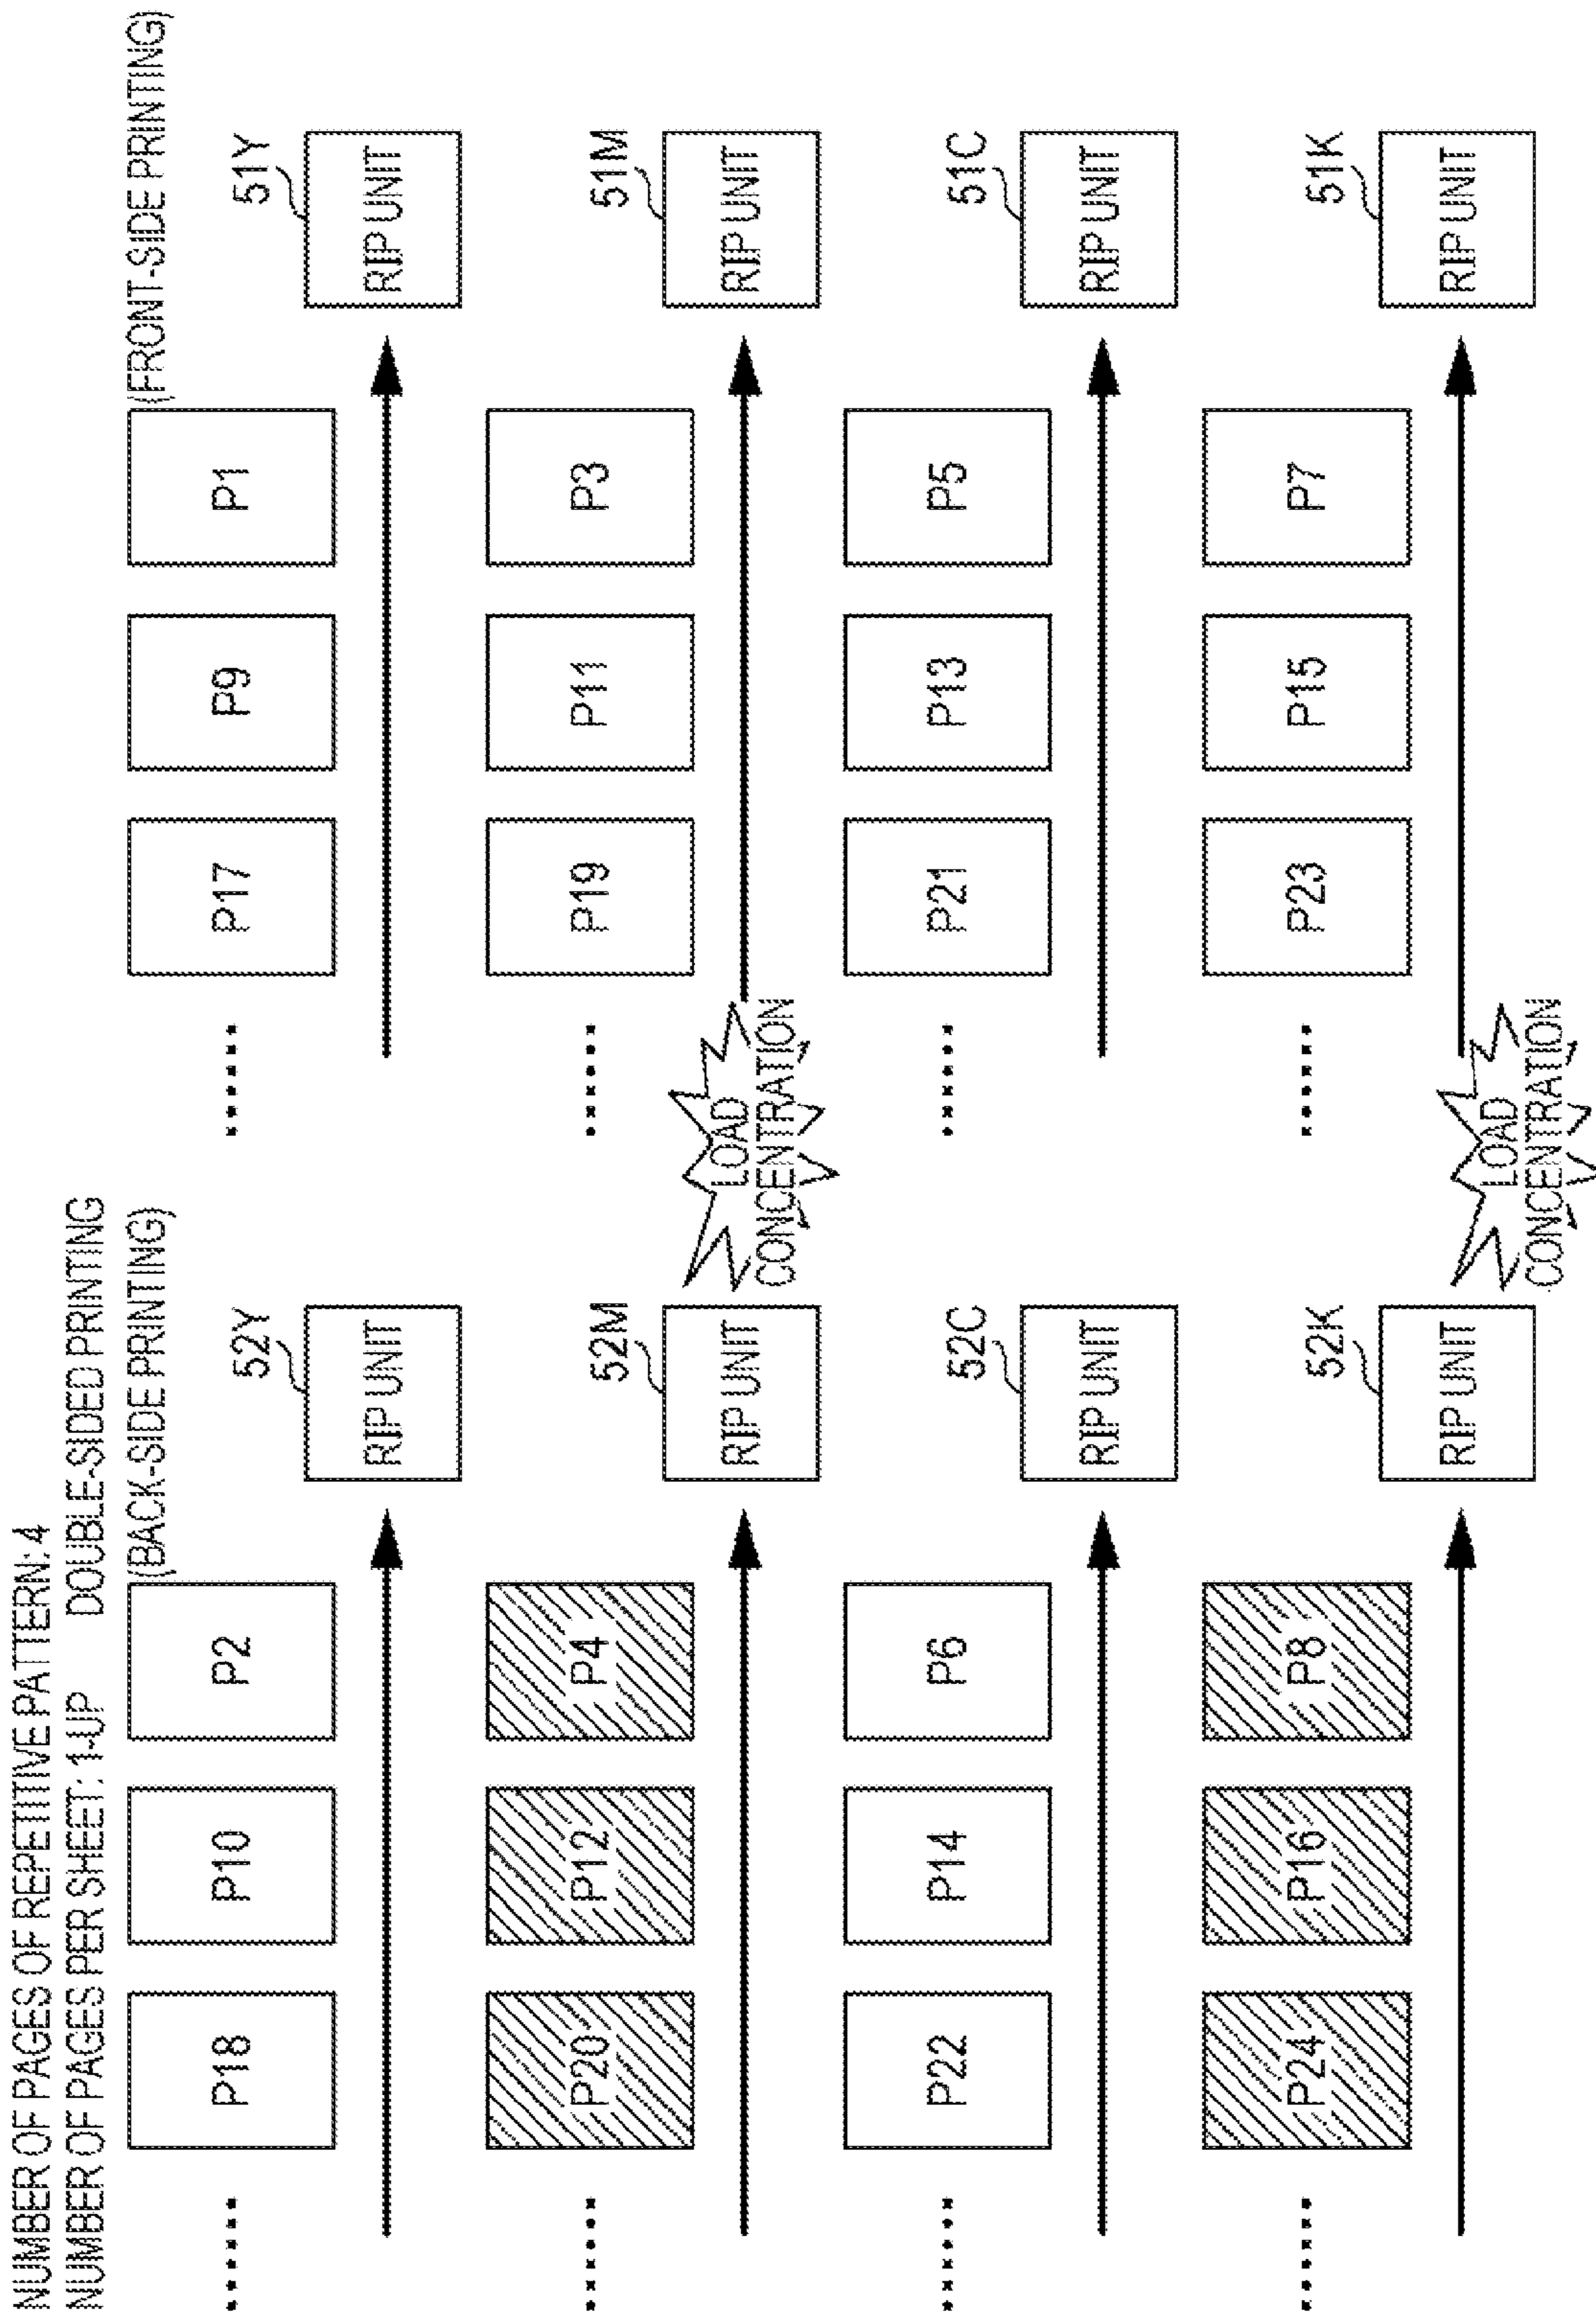 NUMBER OF PAGES OF REPETITIVE PATTERN: 4
NUMBER OF PAGES PER SHEET: 1-UP DOUBLE-SIDED PRINTING
(BACK-SIDE PRINTING) (FRONT-SIDE PRINTING)
...... P18 P10 P2 52Y ...... P17 P9 P1 51Y
RIP UNIT RIP UNIT
...... P20 P12 P4 52M ...... P19 P11 P3 51M
RIP UNIT RIP UNIT
LOAD
CONCENTRATION
...... P22 P14 P6 52C ...... P21 P13 P5 51C
RIP UNIT RIP UNIT
...... P24 P16 P8 52K ...... P23 P15 P7 51K
RIP UNIT RIP UNIT
LOAD
CONCENTRATION